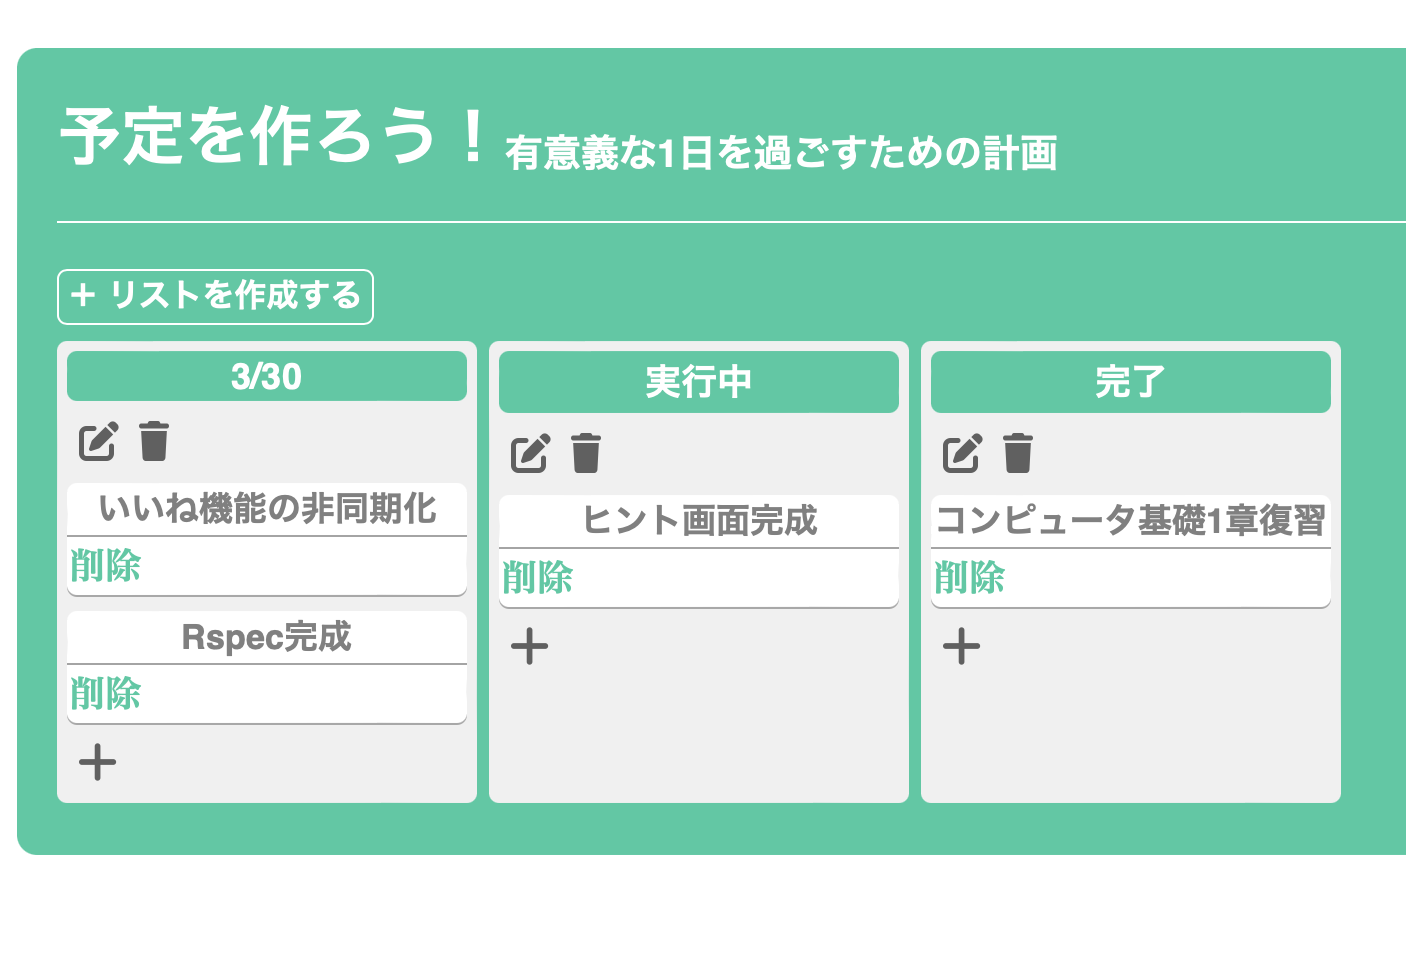 予定を作ろう！ 有意義な1日を過ごすための計画
+ リストを作成する
3/30
いいね機能の非同期化
削除
Rspec完成
削除
実行中
ヒント画面完成
削除
完了
コンピュータ基礎1章復習
削除